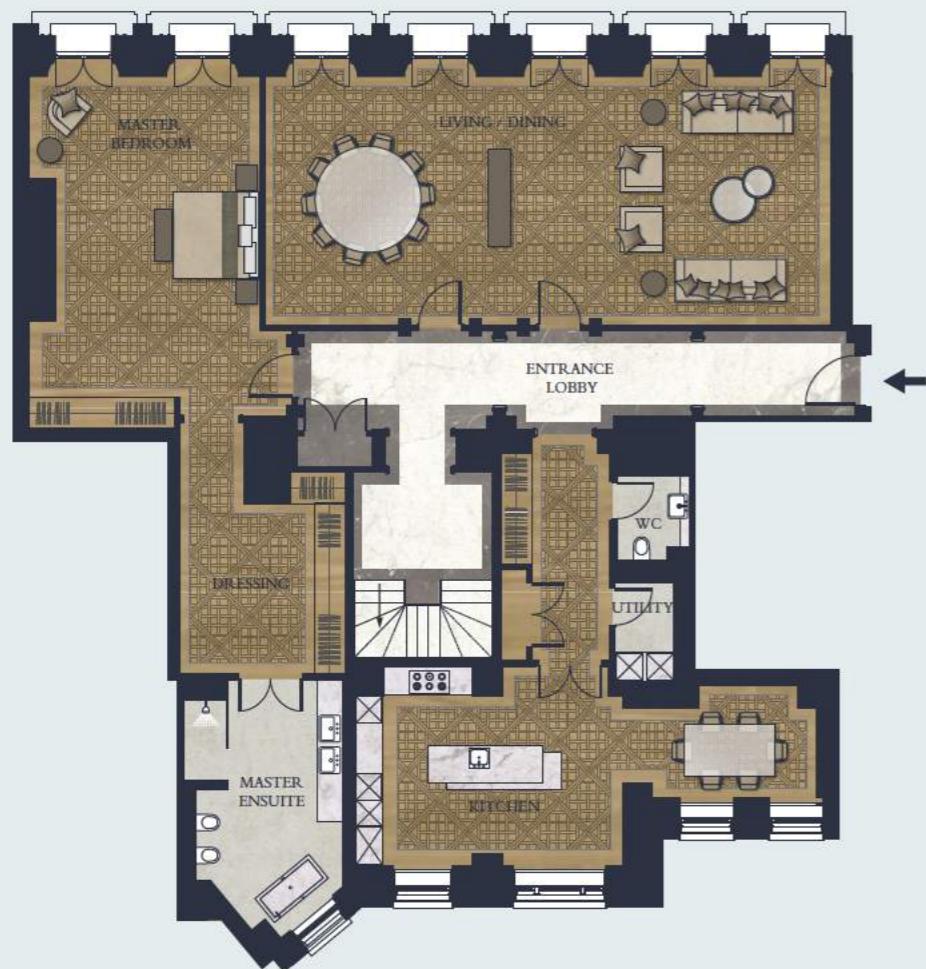 MASTER
BEDROOM
LIVING / DINING
ENTRANCE
LOBBY
WC
DRESSING
UTILITY
MASTER
ENSUITE
KITCHEN